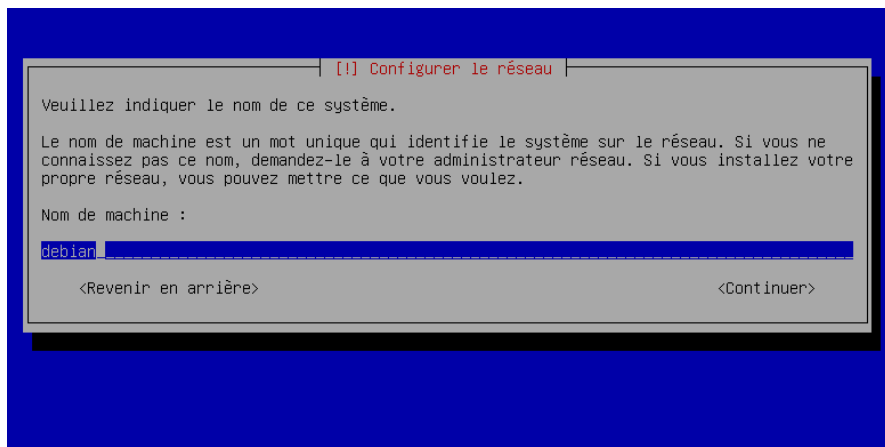 [!] Configurer le réseau
Veuillez indiquer le nom de ce système.
Le nom de machine est un mot unique qui identifie le système sur le réseau. Si vous ne
connaissez pas ce nom, demandez-le à votre administrateur réseau. Si vous installez votre
propre réseau, vous pouvez mettre ce que vous voulez.
Nom de machine :
debian
<Revenir en arrière> <Continuer>